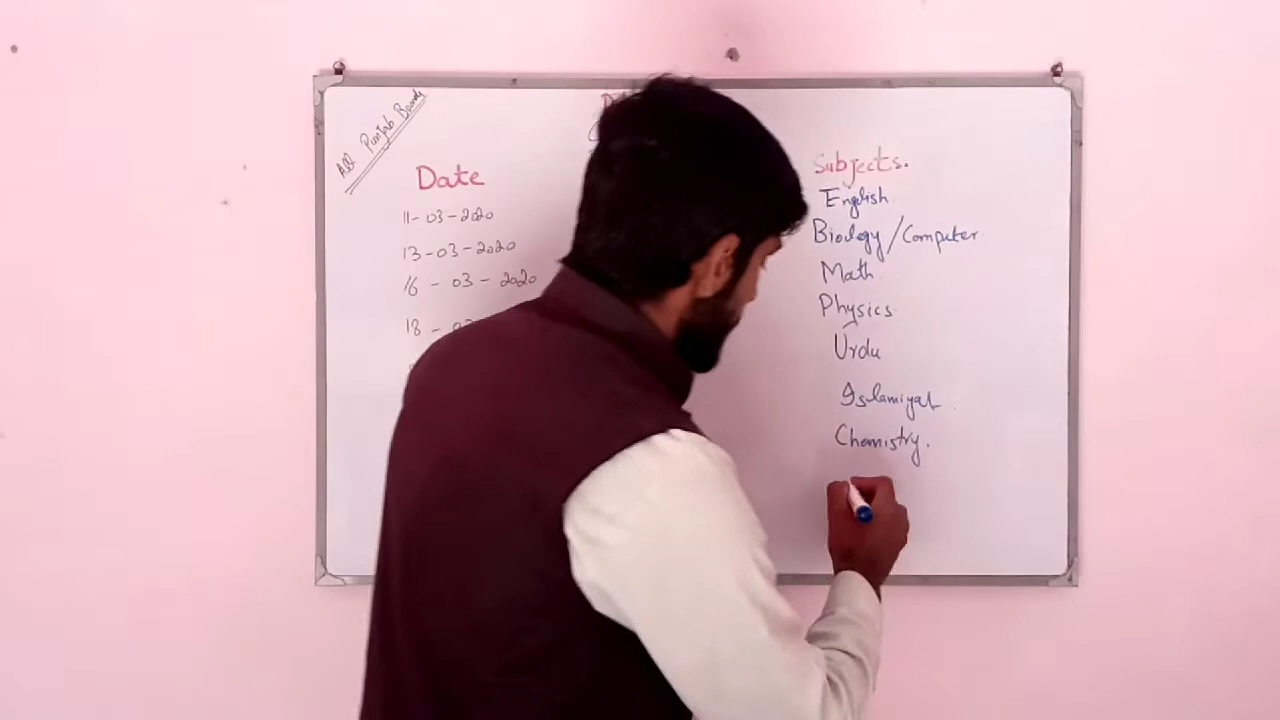 All Punjab Boards
Date
11-03-2020
13-03-2020
16-03-2020
18-
Subjects.
English
Biology/Computer
Math
Physics
Urdu
Islamiyat
Chemistry.